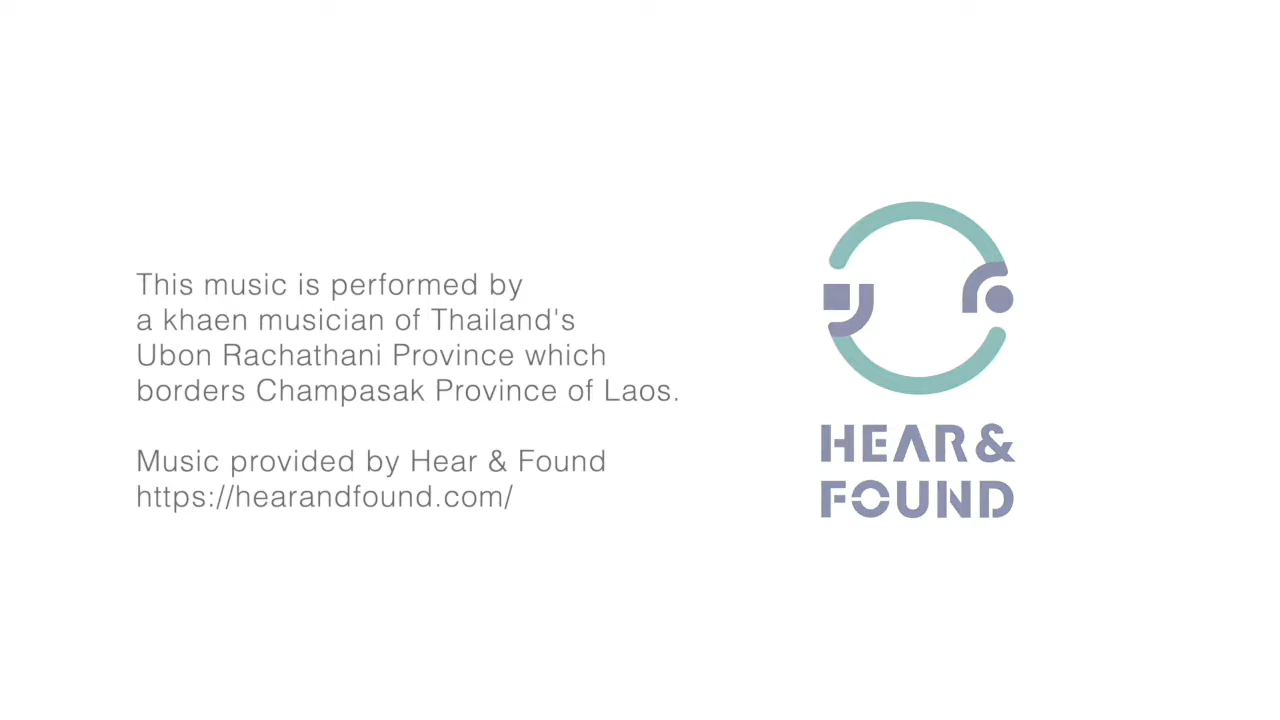 This music is performed by
a khaen musician of Thailand's
Ubon Rachathani Province which
borders Champasak Province of Laos.
Music provided by Hear & Found
https://hearandfound.com/
HEAR &
FOUND